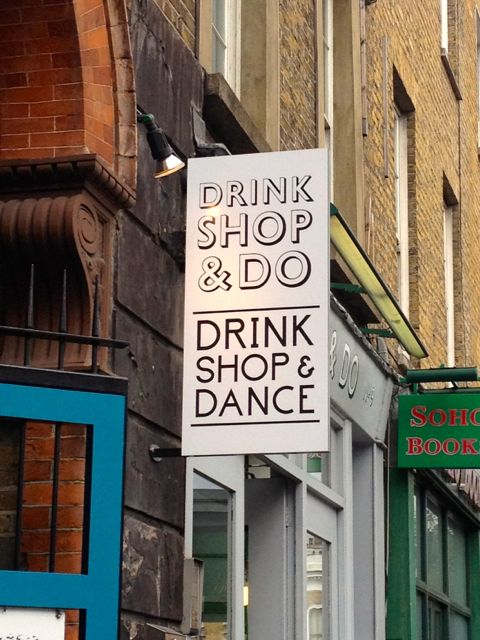 DRINK
SHOP
& DO
DRINK
SHOP &
DANCE
& DO
SOHO
BOOK